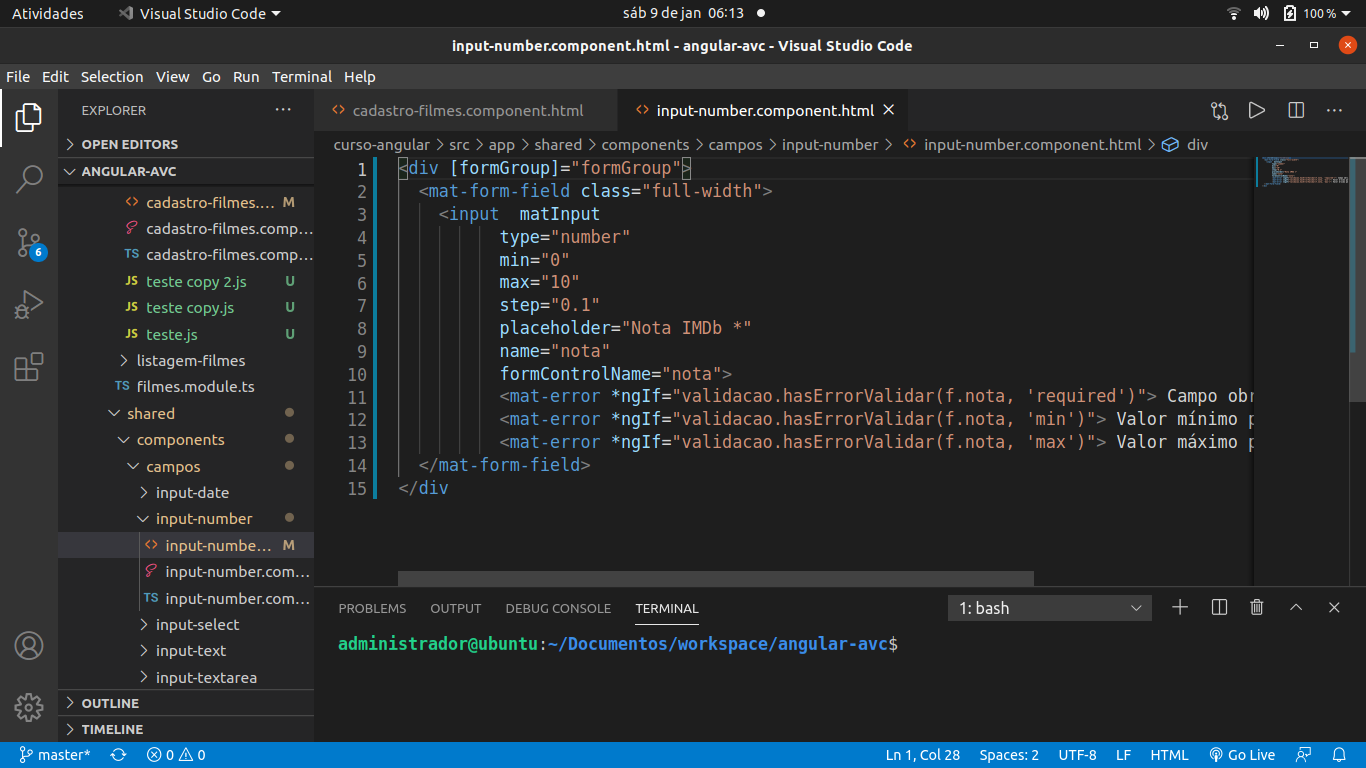 Atividades
Visual Studio Code
sáb 9 de jan 06:13
100 %
input-number.component.html - angular-avc - Visual Studio Code
File Edit Selection View Go Run Terminal Help
EXPLORER
OPEN EDITORS
ANGULAR-AVC
cadastro-filmes.... M
cadastro-filmes.comp...
TS cadastro-filmes.comp...
JS teste copy 2.js U
JS teste copy.js U
JS teste.js U
listagem-filmes
TS filmes.module.ts
shared
components
campos
input-date
input-number
input-numbe... M
input-number.com...
TS input-number.com...
input-select
input-text
input-textarea
OUTLINE
TIMELINE
6
cadastro-filmes.component.html
input-number.component.html
curso-angular > src > app > shared > components > campos > input-number > input-number.component.html > div
1 <div [formGroup]="formGroup">
2 <mat-form-field class="full-width">
3 <input  matInput
4 type="number"
5 min="0"
6 max="10"
7 step="0.1"
8 placeholder="Nota IMDb *"
9 name="nota"
10 formControlName="nota">
11 <mat-error *ngIf="validacao.hasErrorValidar(f.nota, 'required')"> Campo obr
12 <mat-error *ngIf="validacao.hasErrorValidar(f.nota, 'min')"> Valor mínimo p
13 <mat-error *ngIf="validacao.hasErrorValidar(f.nota, 'max')"> Valor máximo p
14 </mat-form-field>
15 </div
PROBLEMS OUTPUT DEBUG CONSOLE TERMINAL
1: bash
administrador@ubuntu:~/Documentos/workspace/angular-avc$
master* 0 0
Ln 1, Col 28 Spaces: 2 UTF-8 LF HTML Go Live